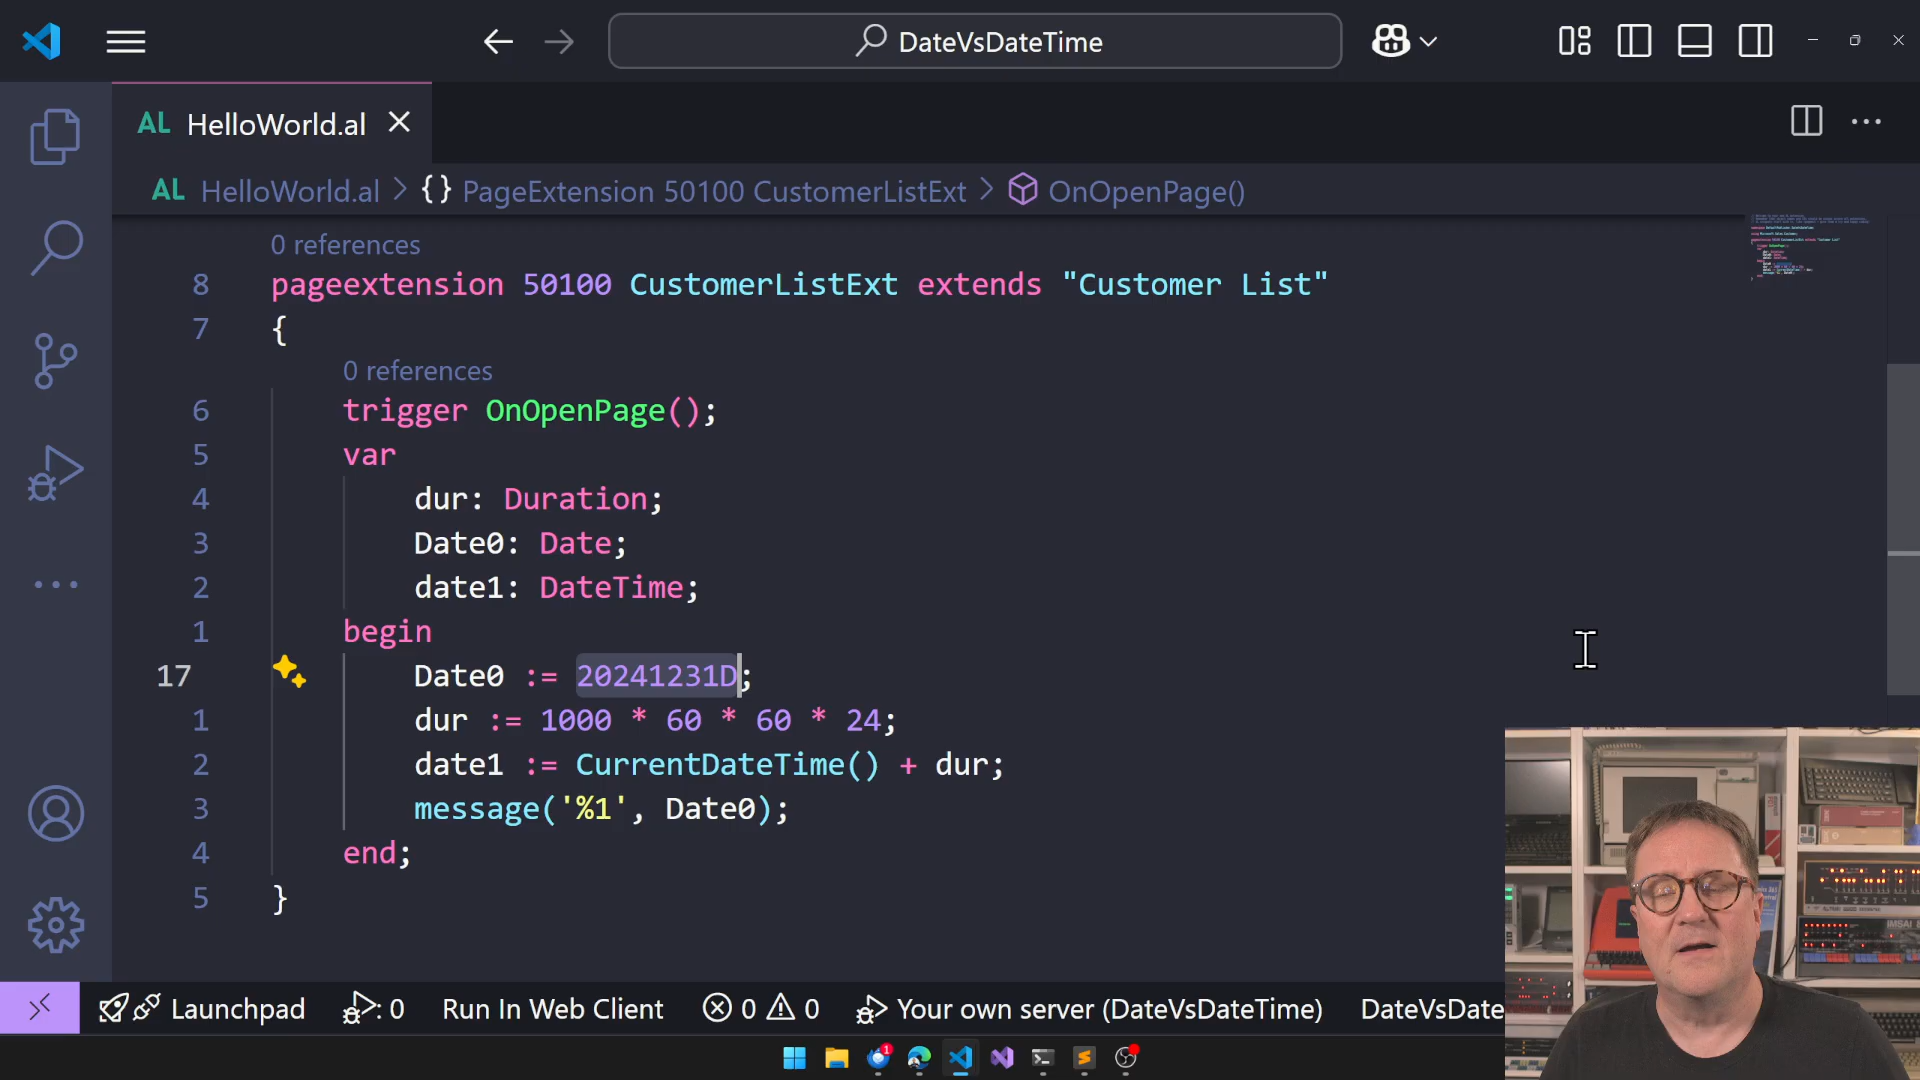 DateVsDateTime
AL HelloWorld.al
AL HelloWorld.al > {} PageExtension 50100 CustomerListExt > OnOpenPage()
0 references
8 pageextension 50100 CustomerListExt extends "Customer List"
7 {
0 references
6 trigger OnOpenPage();
5 var
4 dur: Duration;
3 Date0: Date;
2 date1: DateTime;
1 begin
17 Date0 := 20241231D;
1 dur := 1000 * 60 * 60 * 24;
2 date1 := CurrentDateTime() + dur;
3 message('%1', Date0);
4 end;
5 }
Launchpad : 0 Run In Web Client 0 0 Your own server (DateVsDateTime) DateVsDate
1